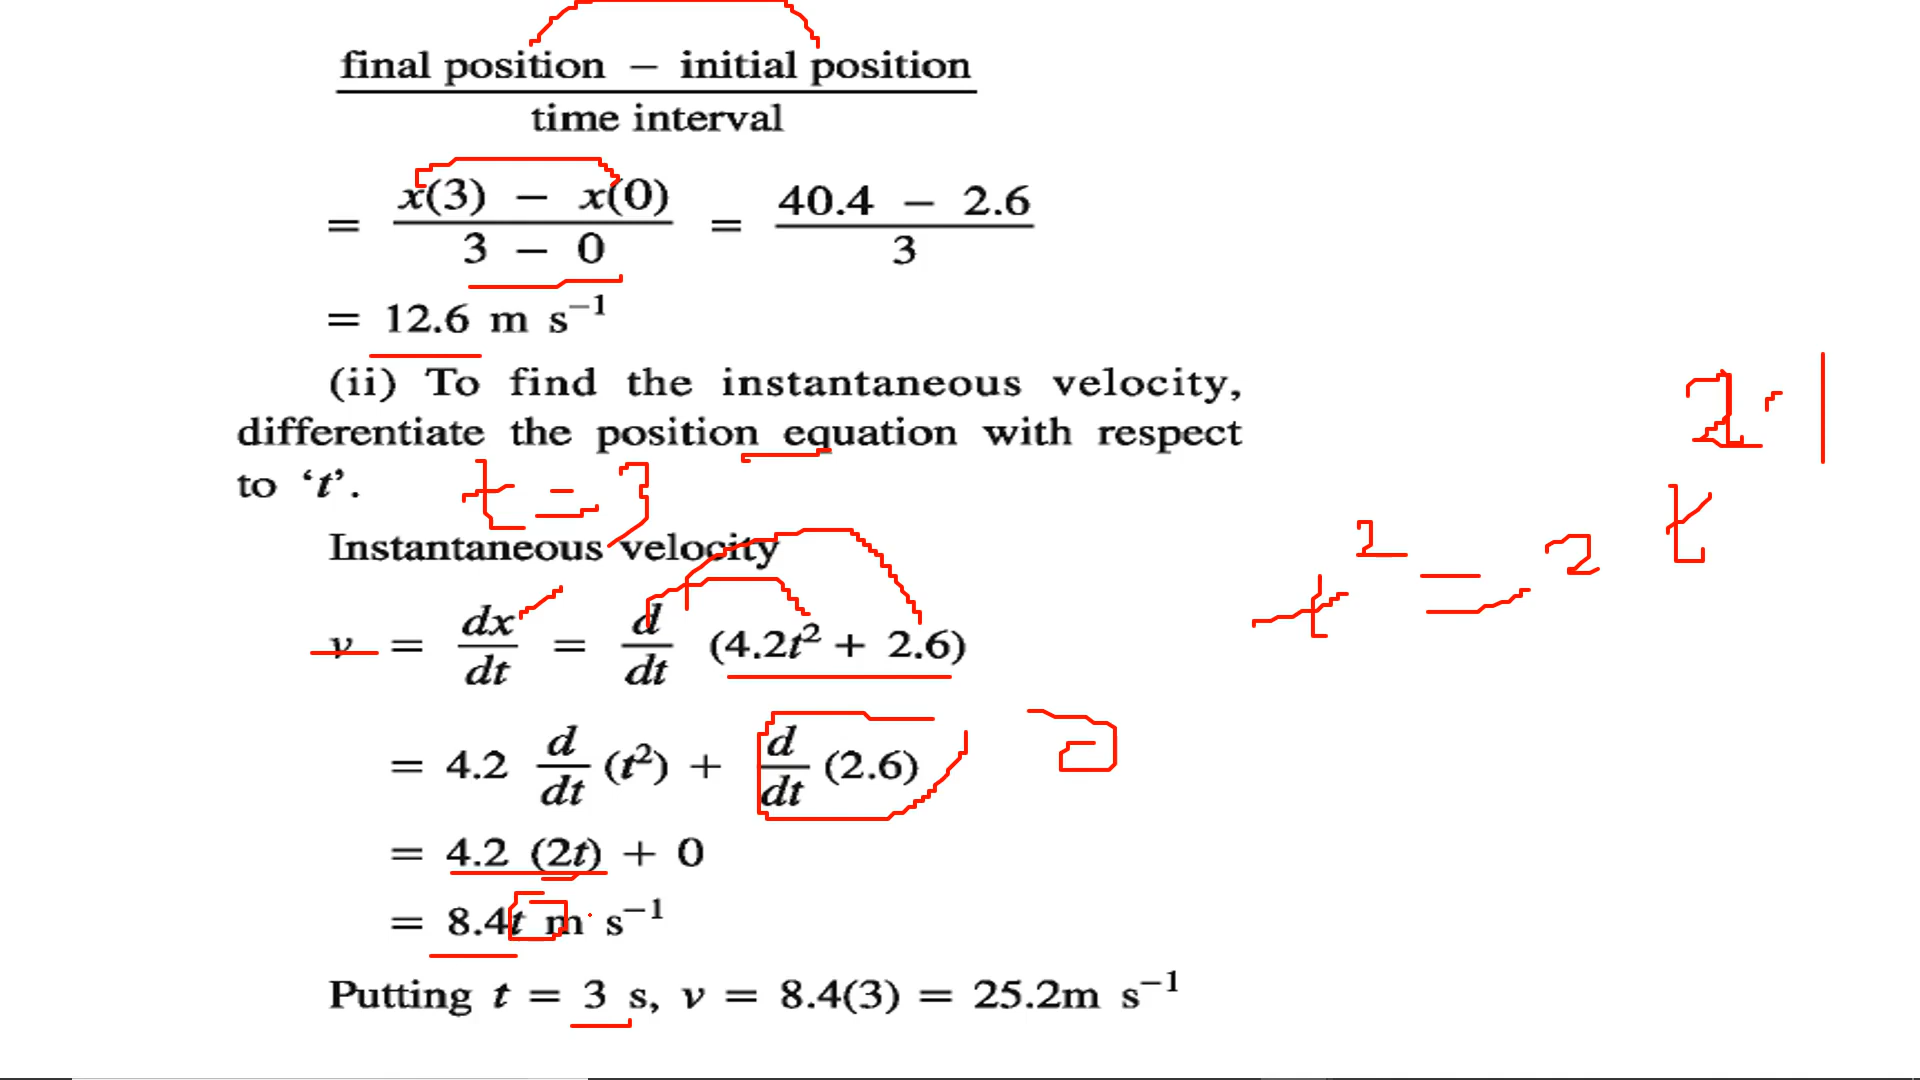 final position − initial position
time interval
= x(3) − x(0) / 3 − 0 = 40.4 − 2.6 / 3
= 12.6 m s⁻¹
(ii) To find the instantaneous velocity,
differentiate the position equation with respect
to ‘t’.
t = 3
Instantaneous velocity
v = dx/dt = d/dt (4.2t² + 2.6)
t² = 2 t
= 4.2 d/dt (t²) + d/dt (2.6)
= 4.2 (2t) + 0
= 8.4t m s⁻¹
Putting t = 3 s, v = 8.4(3) = 25.2m s⁻¹